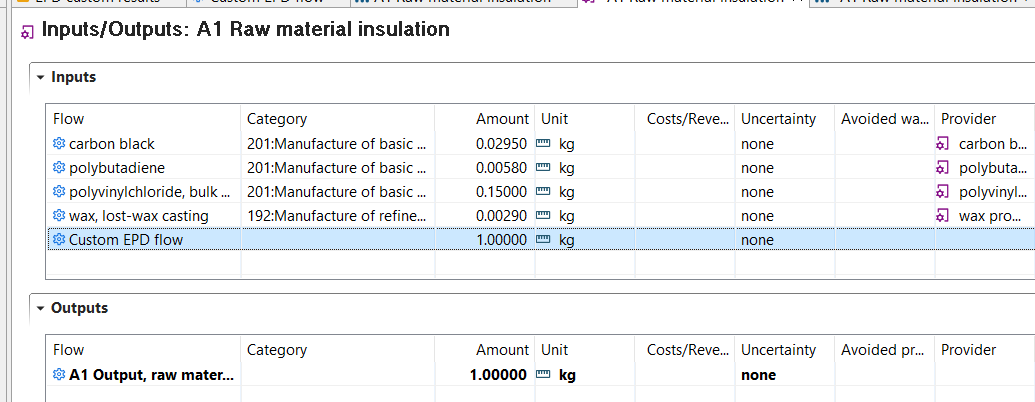 Inputs/Outputs: A1 Raw material insulation
Inputs
Flow Category Amount Unit Costs/Reve... Uncertainty Avoided wa... Provider
carbon black 201:Manufacture of basic ... 0.02950 kg none carbon b...
polybutadiene 201:Manufacture of basic ... 0.00580 kg none polybuta...
polyvinylchloride, bulk ... 201:Manufacture of basic ... 0.15000 kg none polyvinyl...
wax, lost-wax casting 192:Manufacture of refine... 0.00290 kg none wax pro...
Custom EPD flow 1.00000 kg none
Outputs
Flow Category Amount Unit Costs/Reve... Uncertainty Avoided pr... Provider
A1 Output, raw mater... 1.00000 kg none